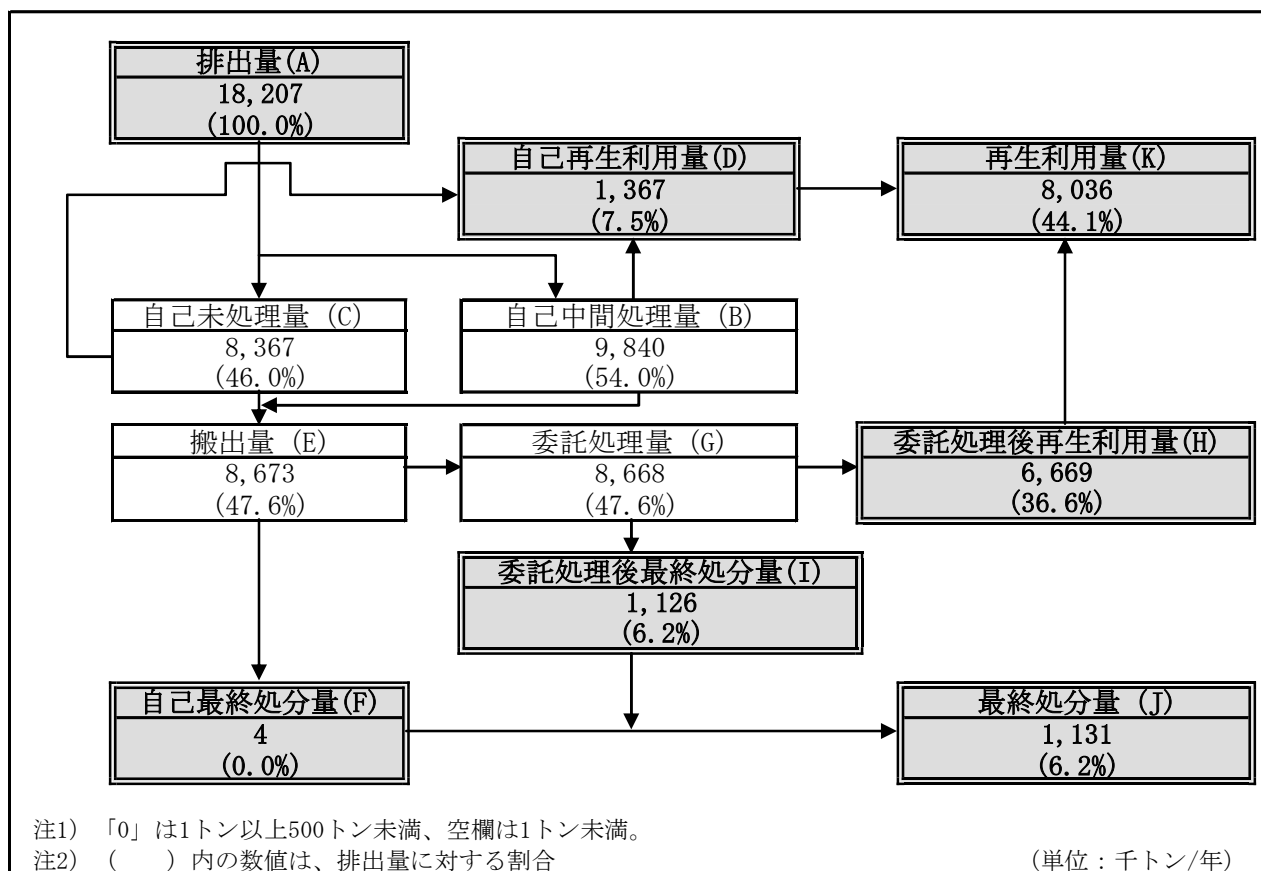 排出量(A)
18,207
(100.0%)
自己再生利用量(D)
1,367
(7.5%)
再生利用量(K)
8,036
(44.1%)
自己未処理量 (C)
8,367
(46.0%)
自己中間処理量 (B)
9,840
(54.0%)
搬出量 (E)
8,673
(47.6%)
委託処理量 (G)
8,668
(47.6%)
委託処理後再生利用量(H)
6,669
(36.6%)
委託処理後最終処分量(I)
1,126
(6.2%)
自己最終処分量(F)
4
(0.0%)
最終処分量 (J)
1,131
(6.2%)
注1) 「0」は1トン以上500トン未満、空欄は1トン未満。
注2) (　　)内の数値は、排出量に対する割合
(単位:千トン/年)